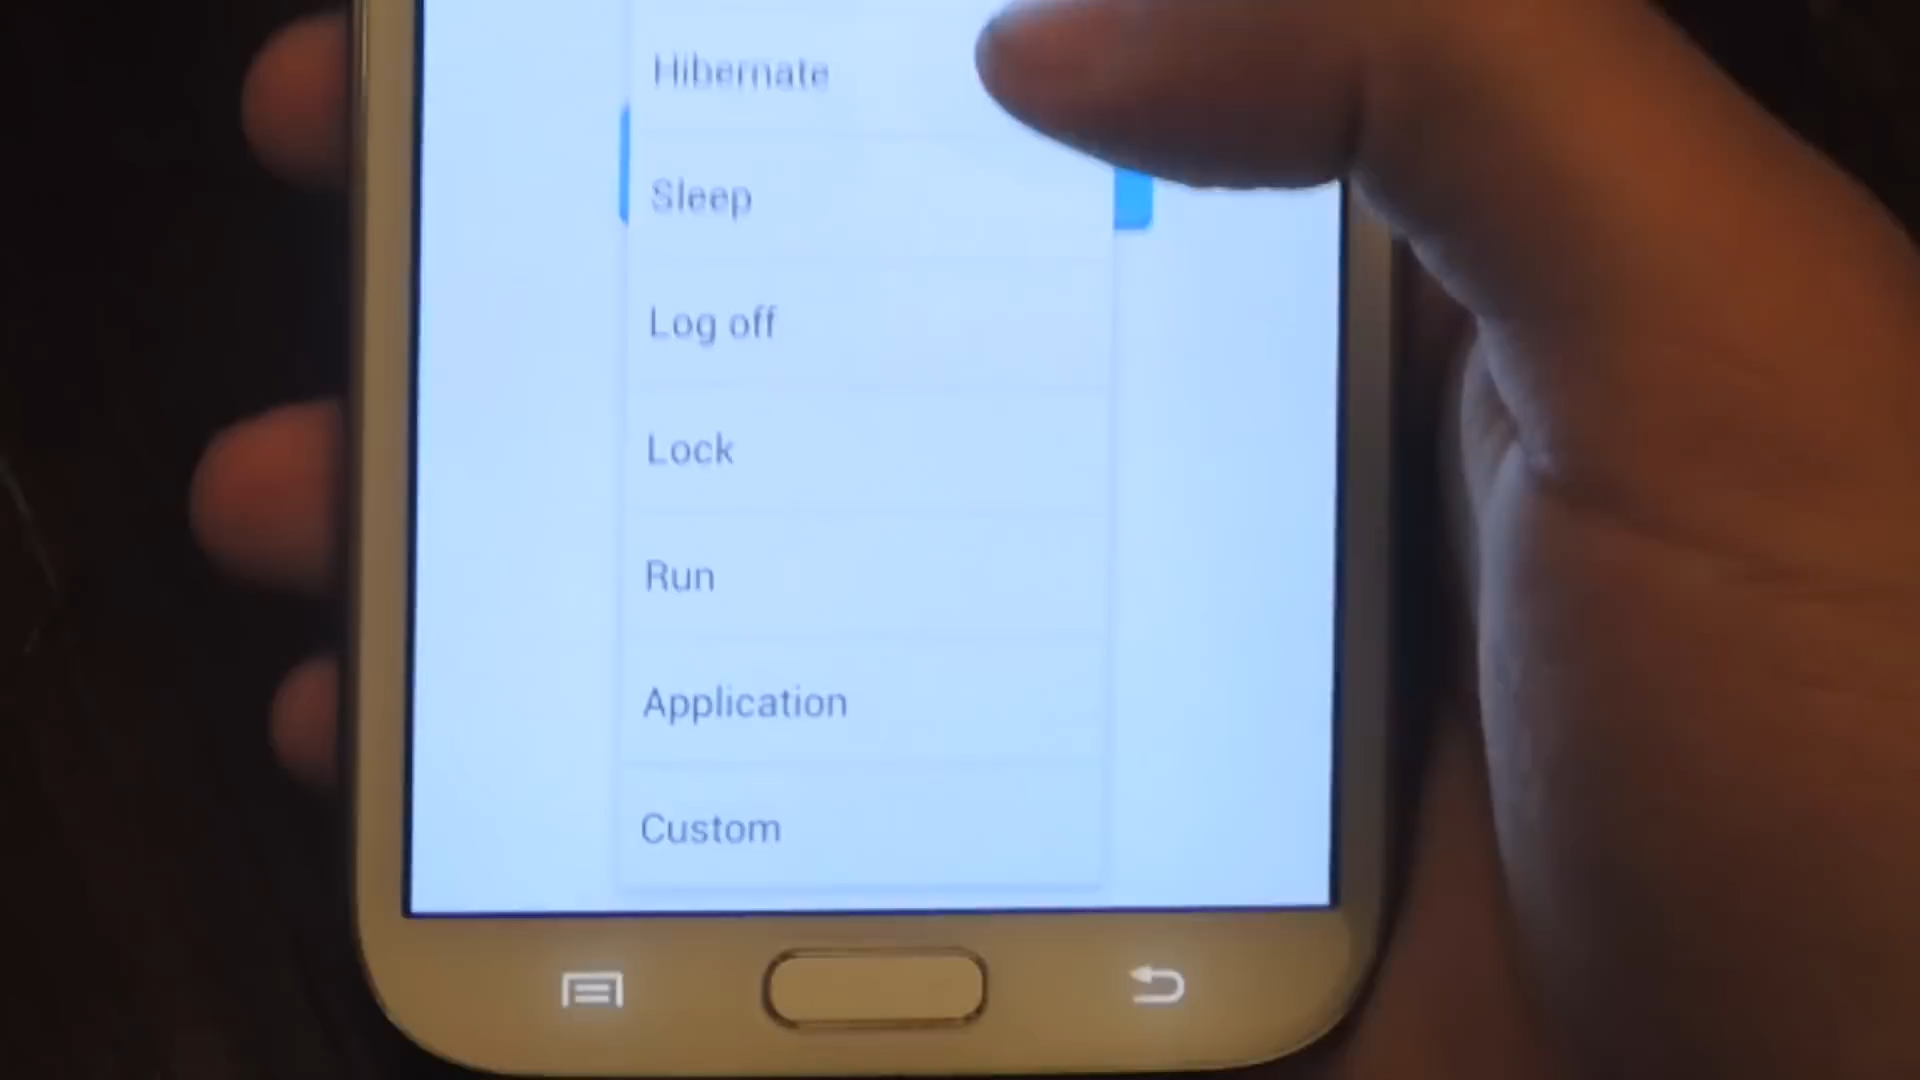 Hibernate
Sleep
Log off
Lock
Run
Application
Custom